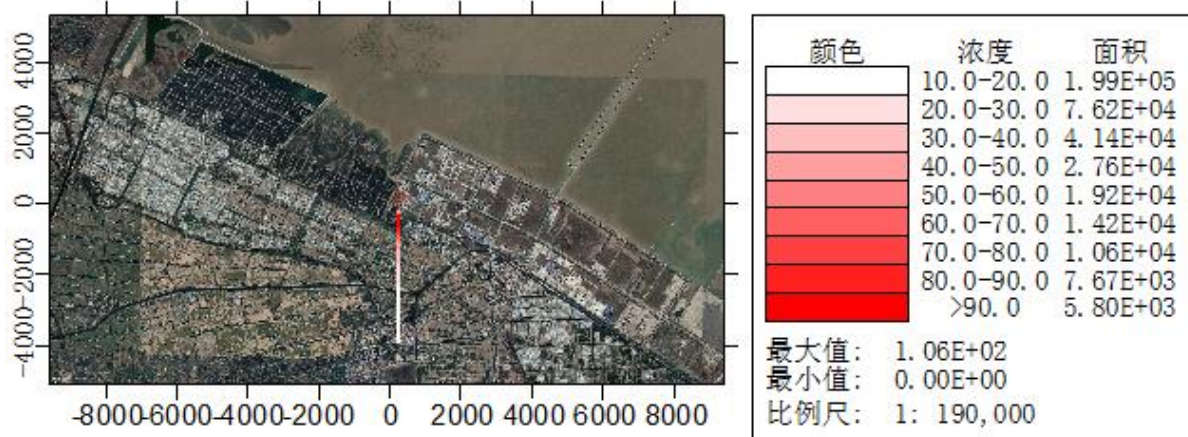 4000
2000
0
-2000
-4000
-8000 -6000 -4000 -2000 0 2000 4000 6000 8000
颜色 浓度 面积
10.0-20.0 1.99E+05
20.0-30.0 7.62E+04
30.0-40.0 4.14E+04
40.0-50.0 2.76E+04
50.0-60.0 1.92E+04
60.0-70.0 1.42E+04
70.0-80.0 1.06E+04
80.0-90.0 7.67E+03
>90.0 5.80E+03
最大值: 1.06E+02
最小值: 0.00E+00
比例尺: 1: 190,000